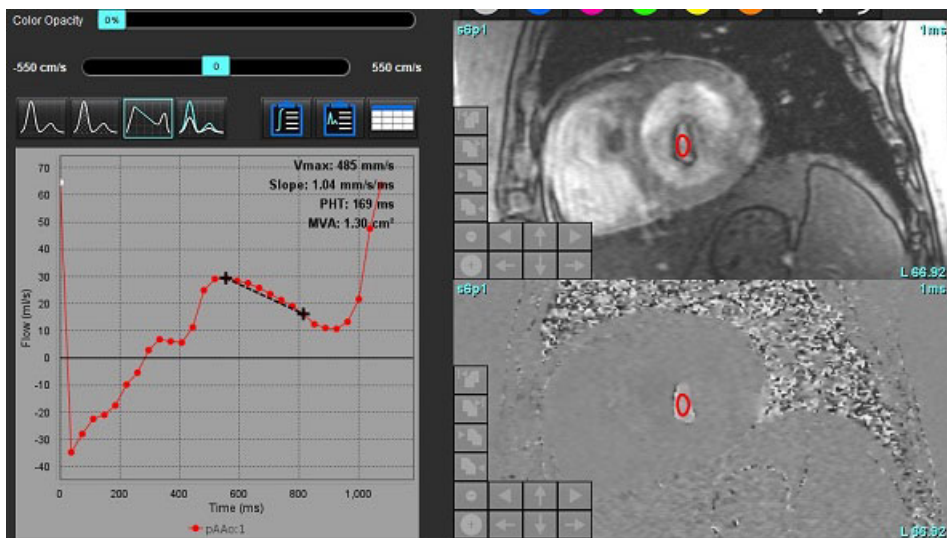 Color Opacity 0%
-550 cm/s 0 550 cm/s
Vmax: 485 mm/s
Slope: 1.04 mm/s/ms
PHT: 169 ms
MVA: 1.30 cm²
70
60
50
40
30
20
10
0
-10
-20
-30
-40
Flow (ml/s)
0 200 400 600 800 1,000
Time (ms)
pAAo:1
s6p1 1ms
L 66.92
s6p1 1ms
L 66.92